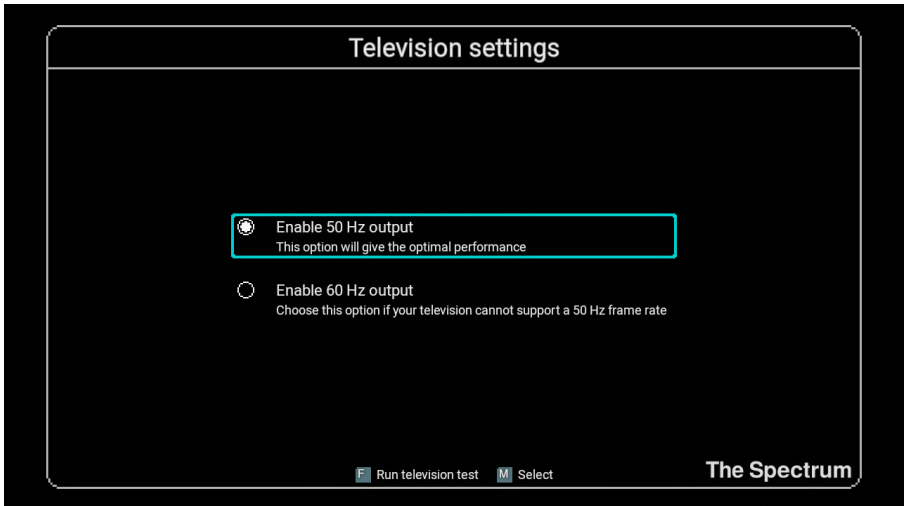 Television settings
Enable 50 Hz output
This option will give the optimal performance
Enable 60 Hz output
Choose this option if your television cannot support a 50 Hz frame rate
F Run television test M Select
The Spectrum